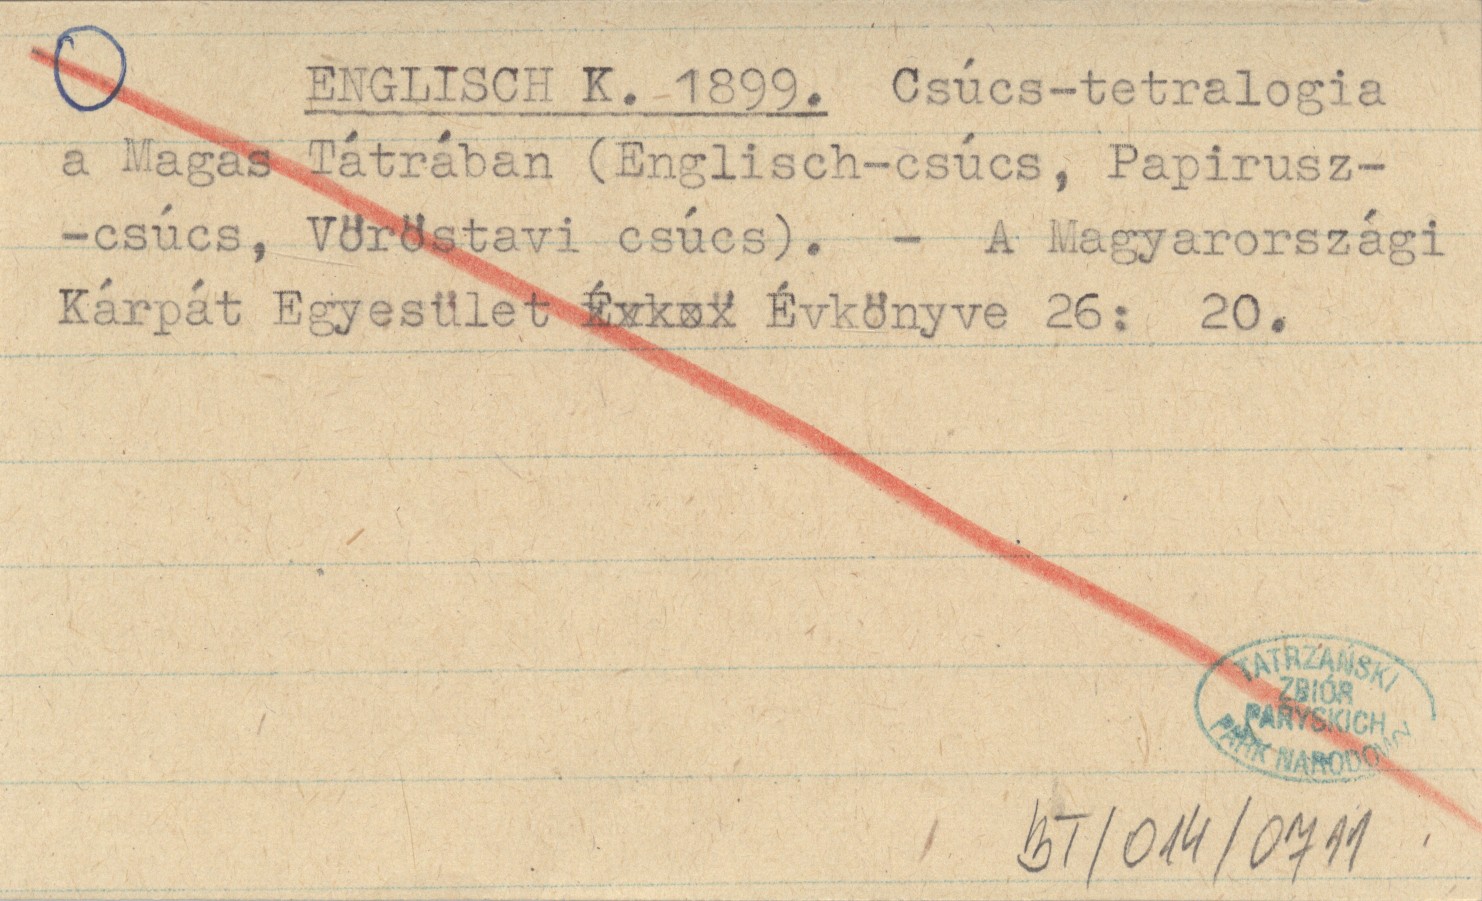 ENGLISCH K. 1899. Csúcs-tetralogia
a Magas Tátrában (Englisch-csúcs, Papirusz-
-csúcs, Vöröstavi csúcs). - A Magyarországi
Kárpát Egyesület Évkönyve 26: 20.
TATRZAŃSKI
ZBIÓR
PARYSKICH
PARK NARODOWY
BT/014/0711